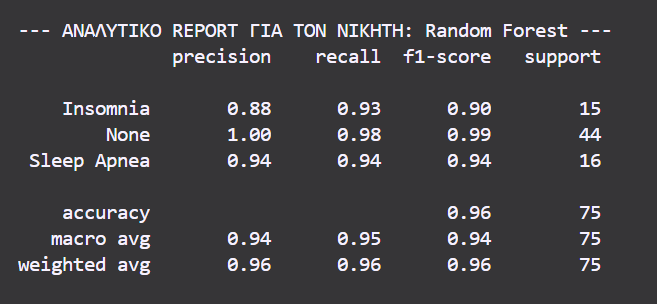 --- ΑΝΑΛΥΤΙΚΟ REPORT ΓΙΑ ΤΟΝ ΝΙΚΗΤΗ: Random Forest ---
precision recall f1-score support
Insomnia 0.88 0.93 0.90 15
None 1.00 0.98 0.99 44
Sleep Apnea 0.94 0.94 0.94 16
accuracy 0.96 75
macro avg 0.94 0.95 0.94 75
weighted avg 0.96 0.96 0.96 75